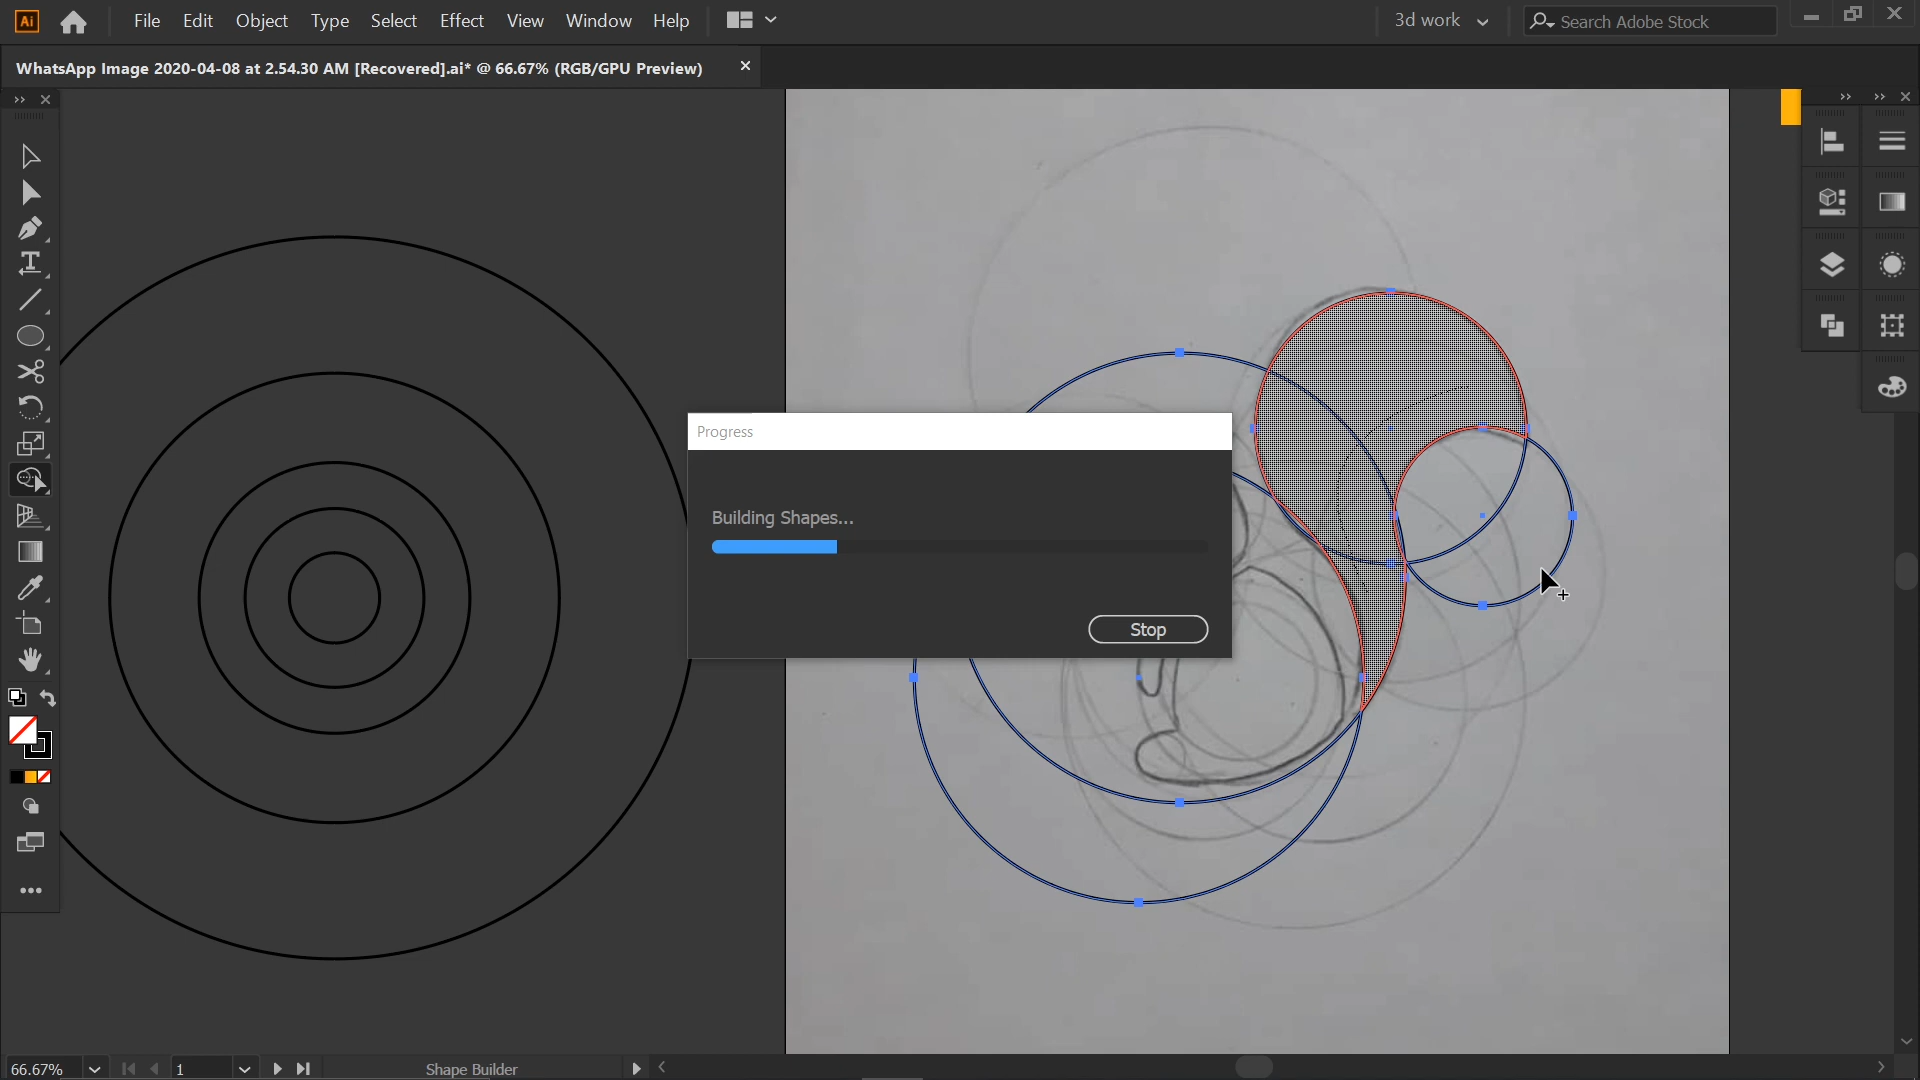 Ai File Edit Object Type Select Effect View Window Help 3d work Search Adobe Stock
WhatsApp Image 2020-04-08 at 2.54.30 AM [Recovered].ai* @ 66.67% (RGB/GPU Preview)
Progress
Building Shapes...
Stop
66.67% 1 Shape Builder